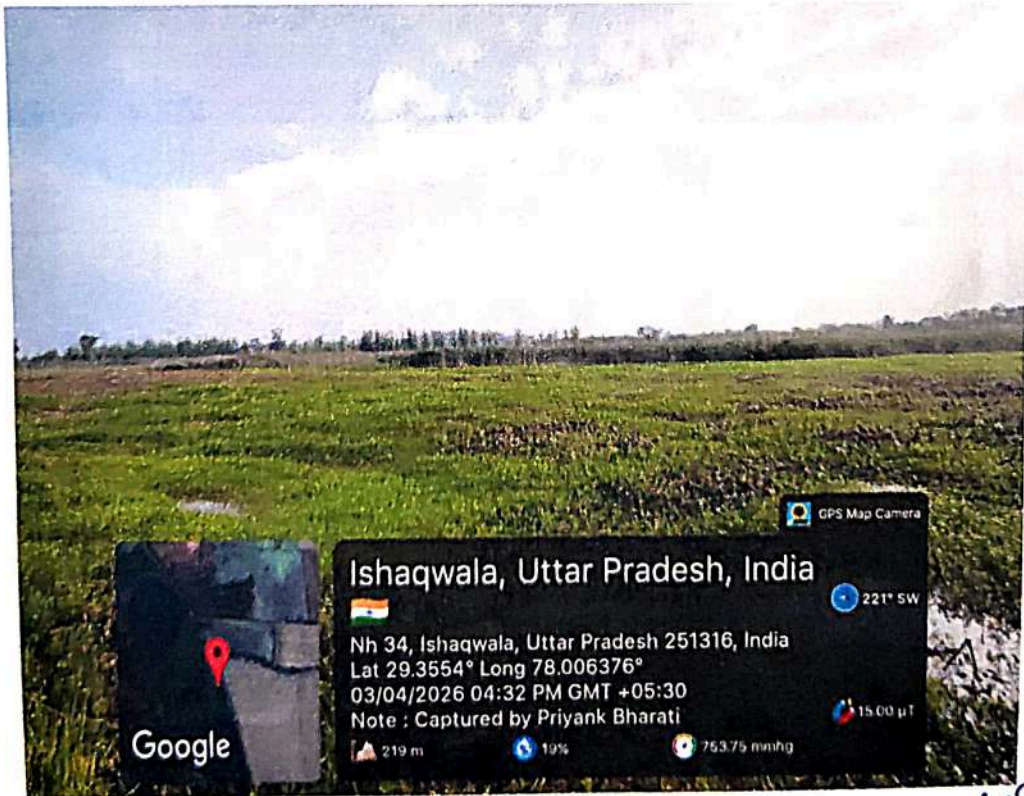 GPS Map Camera
Ishaqwala, Uttar Pradesh, India
221° SW
Nh 34, Ishaqwala, Uttar Pradesh 251316, India
Lat 29.3554° Long 78.006376°
03/04/2026 04:32 PM GMT +05:30
Note : Captured by Priyank Bharati
15.00 µT
Google
219 m
19%
753.75 mmhg